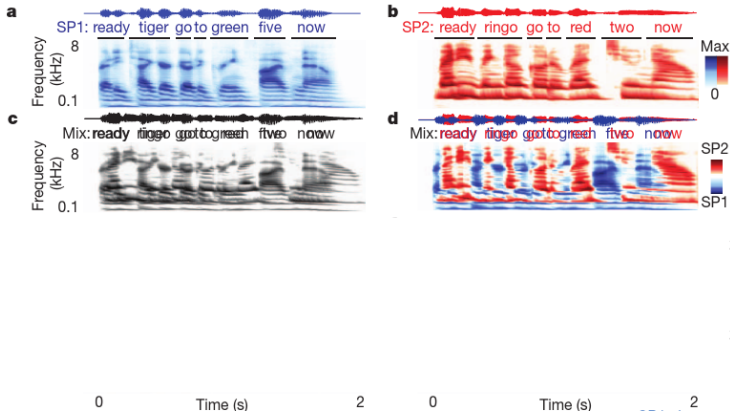 a
SP1: ready tiger go to green five now
8
Frequency
(kHz)
0.1
b
SP2: ready ringo go to red two now
Max
0
c
Mix: ready
8
Frequency
(kHz)
0.1
d
Mix: ready
SP2
SP1
0 Time (s) 2
0 Time (s) 2